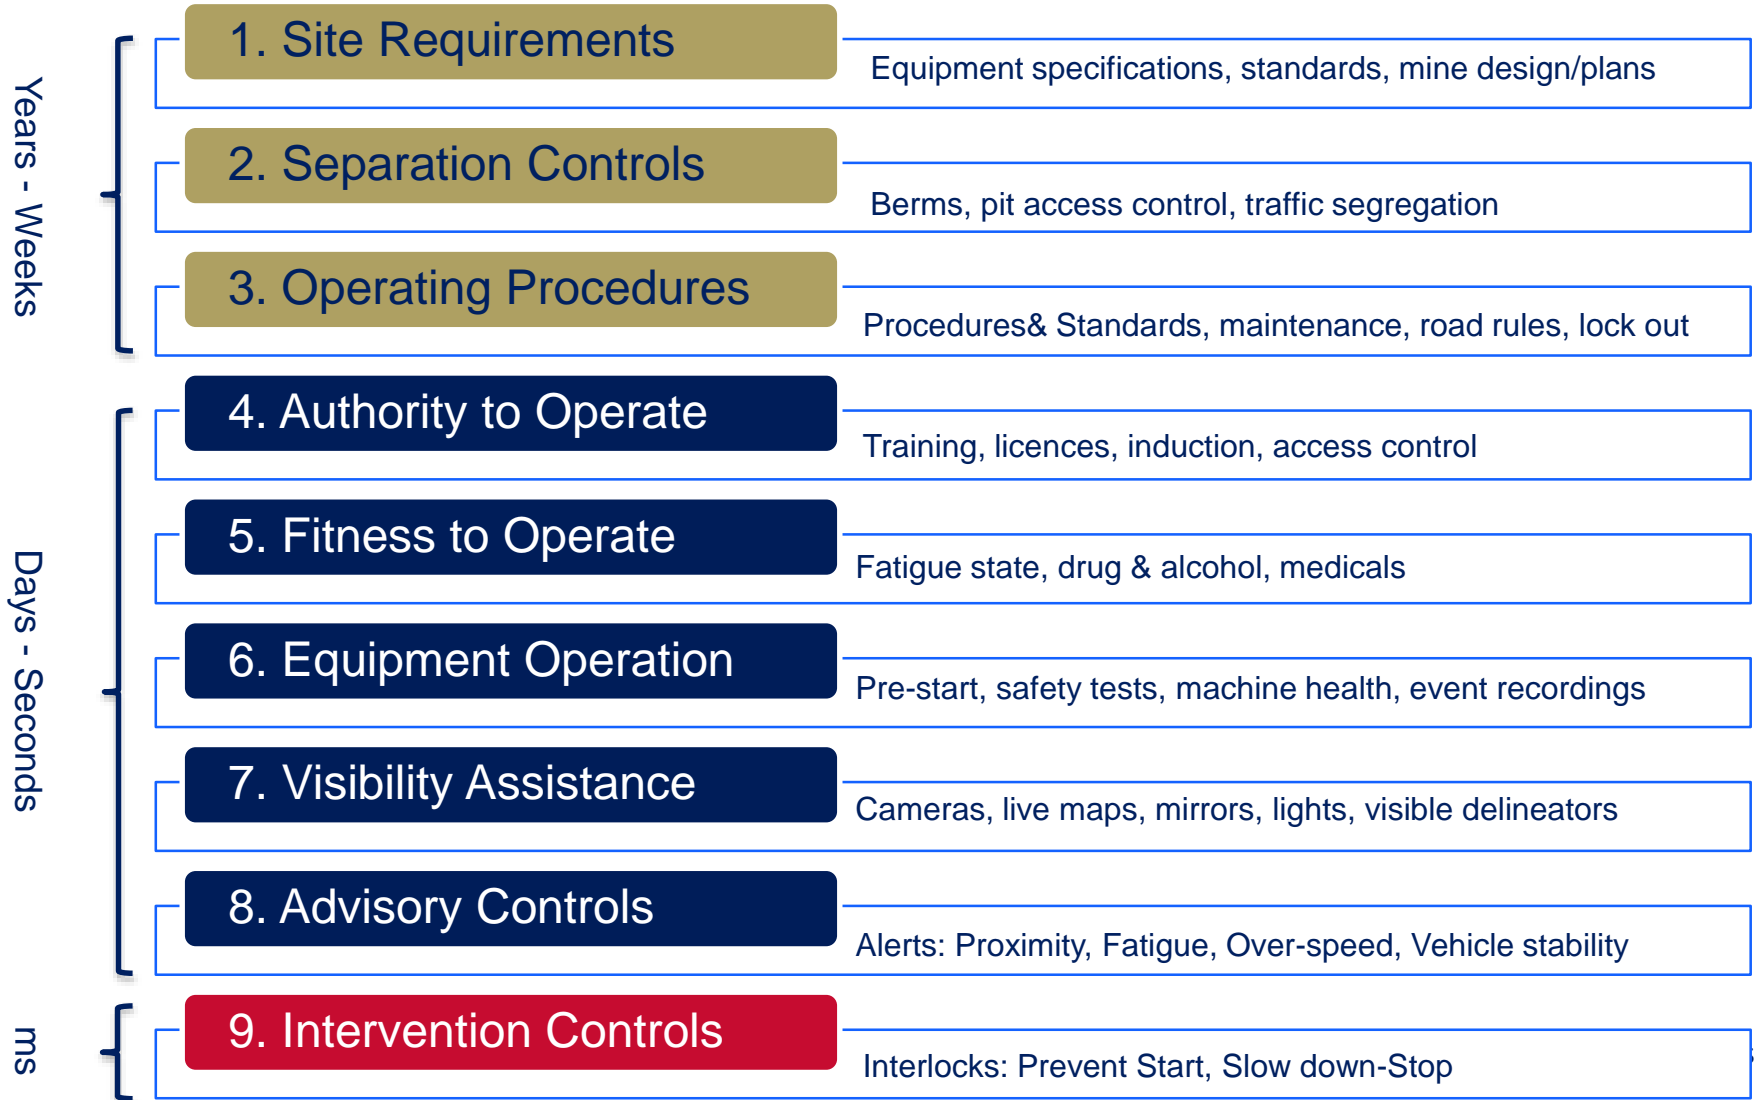 1. Site Requirements
Equipment specifications, standards, mine design/plans
2. Separation Controls
Berms, pit access control, traffic segregation
3. Operating Procedures
Procedures& Standards, maintenance, road rules, lock out
Years - Weeks
4. Authority to Operate
Training, licences, induction, access control
5. Fitness to Operate
Fatigue state, drug & alcohol, medicals
6. Equipment Operation
Pre-start, safety tests, machine health, event recordings
7. Visibility Assistance
Cameras, live maps, mirrors, lights, visible delineators
8. Advisory Controls
Alerts: Proximity, Fatigue, Over-speed, Vehicle stability
Days - Seconds
9. Intervention Controls
Interlocks: Prevent Start, Slow down-Stop
ms